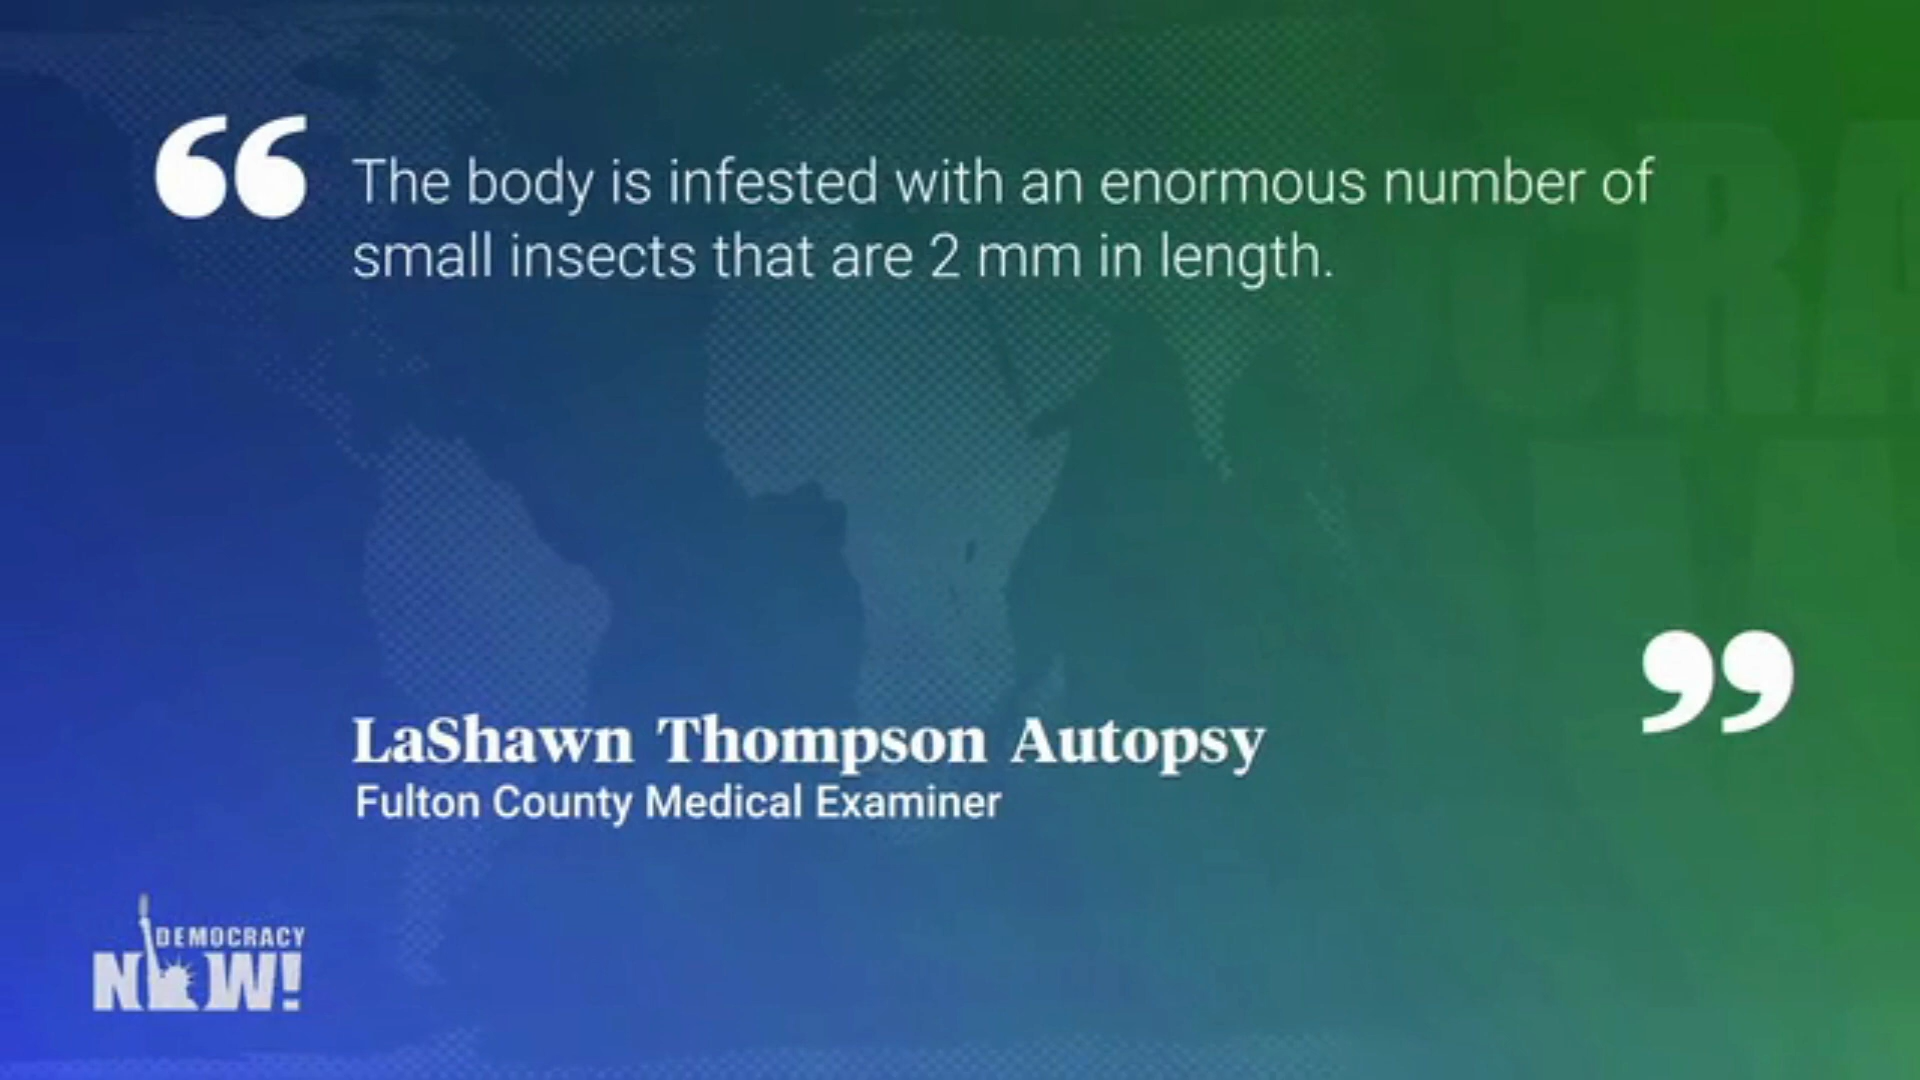 “ The body is infested with an enormous number of
small insects that are 2 mm in length.
”
LaShawn Thompson Autopsy
Fulton County Medical Examiner
DEMOCRACY
NOW!
CRA